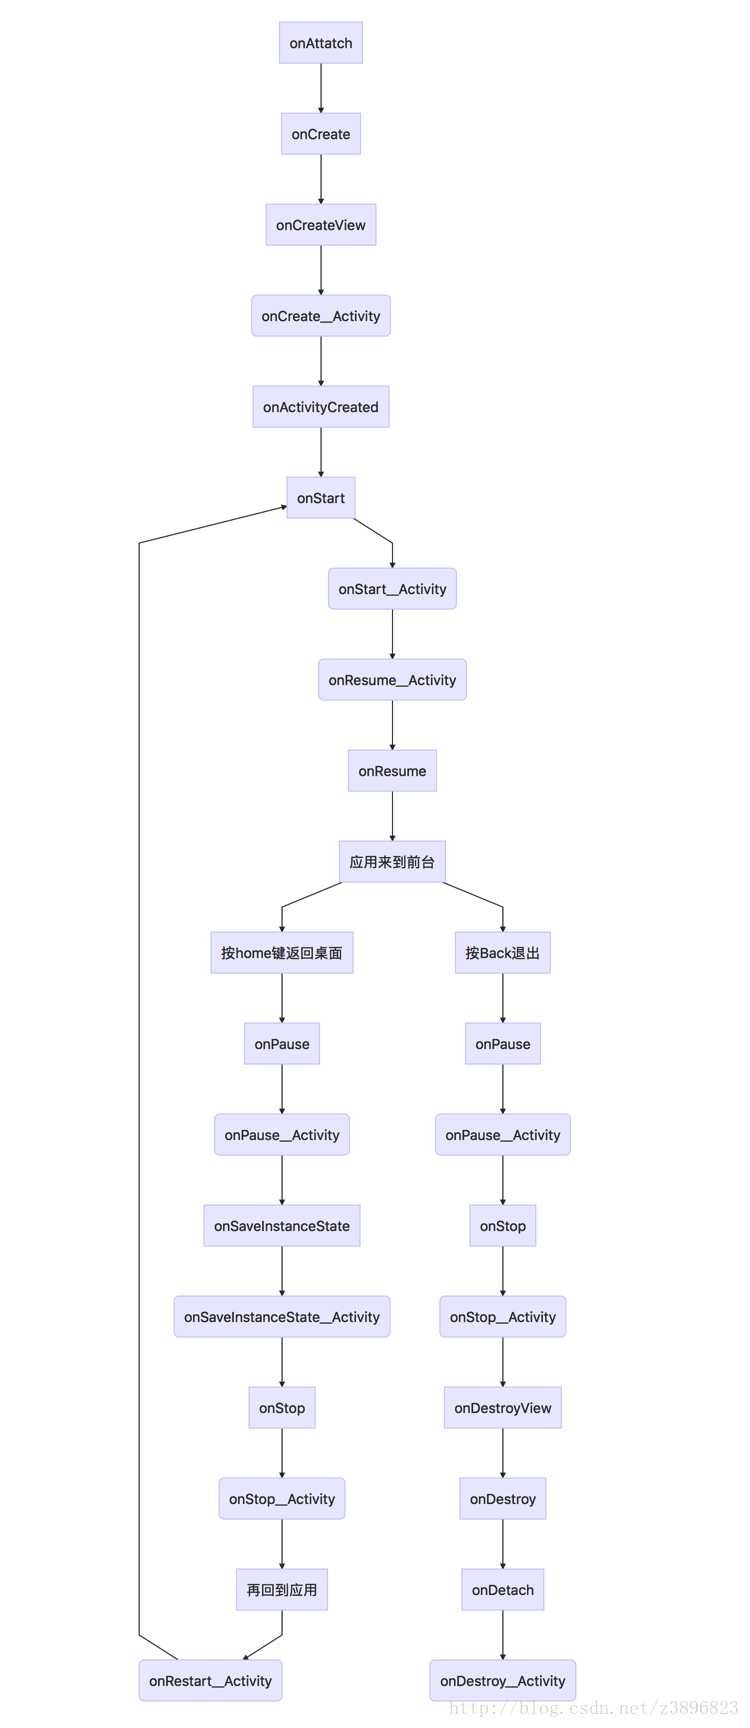 onAttatch
onCreate
onCreateView
onCreate__Activity
onActivityCreated
onStart
onStart__Activity
onResume__Activity
onResume
应用来到前台
按home键返回桌面
onPause
onPause__Activity
onSaveInstanceState
onSaveInstanceState__Activity
onStop
onStop__Activity
再回到应用
onRestart__Activity
按Back退出
onPause
onPause__Activity
onStop
onStop__Activity
onDestroyView
onDestroy
onDetach
onDestroy__Activity
http://blog.csdn.net/z3896823